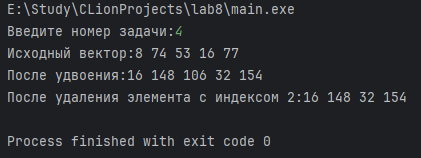 E:\Study\CLionProjects\lab8\main.exe
Введите номер задачи:4
Исходный вектор:8 74 53 16 77
После удвоения:16 148 106 32 154
После удаления элемента с индексом 2:16 148 32 154
Process finished with exit code 0